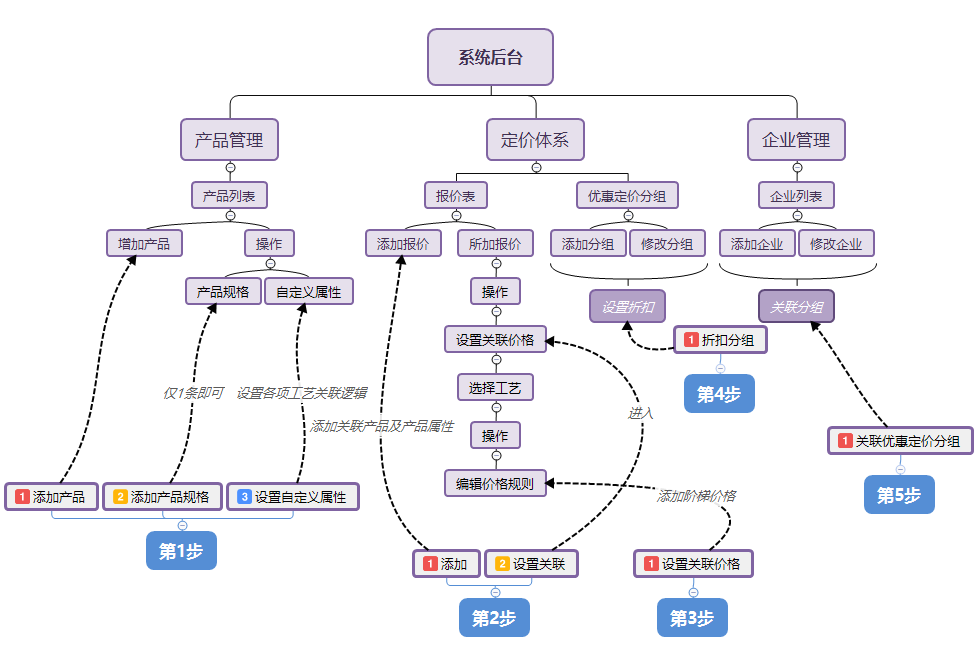 系统后台
产品管理
定价体系
企业管理
产品列表
报价表
优惠定价分组
企业列表
增加产品
操作
添加报价
所加报价
添加分组
修改分组
添加企业
修改企业
产品规格
自定义属性
操作
设置折扣
关联分组
设置关联价格
1 折扣分组
选择工艺
第4步
仅1条即可
设置各项工艺关联逻辑
进入
添加关联产品及产品属性
操作
1 关联优惠定价分组
编辑价格规则
添加阶梯价格
第5步
1 添加产品
2 添加产品规格
3 设置自定义属性
第1步
1 添加
2 设置关联
1 设置关联价格
第2步
第3步